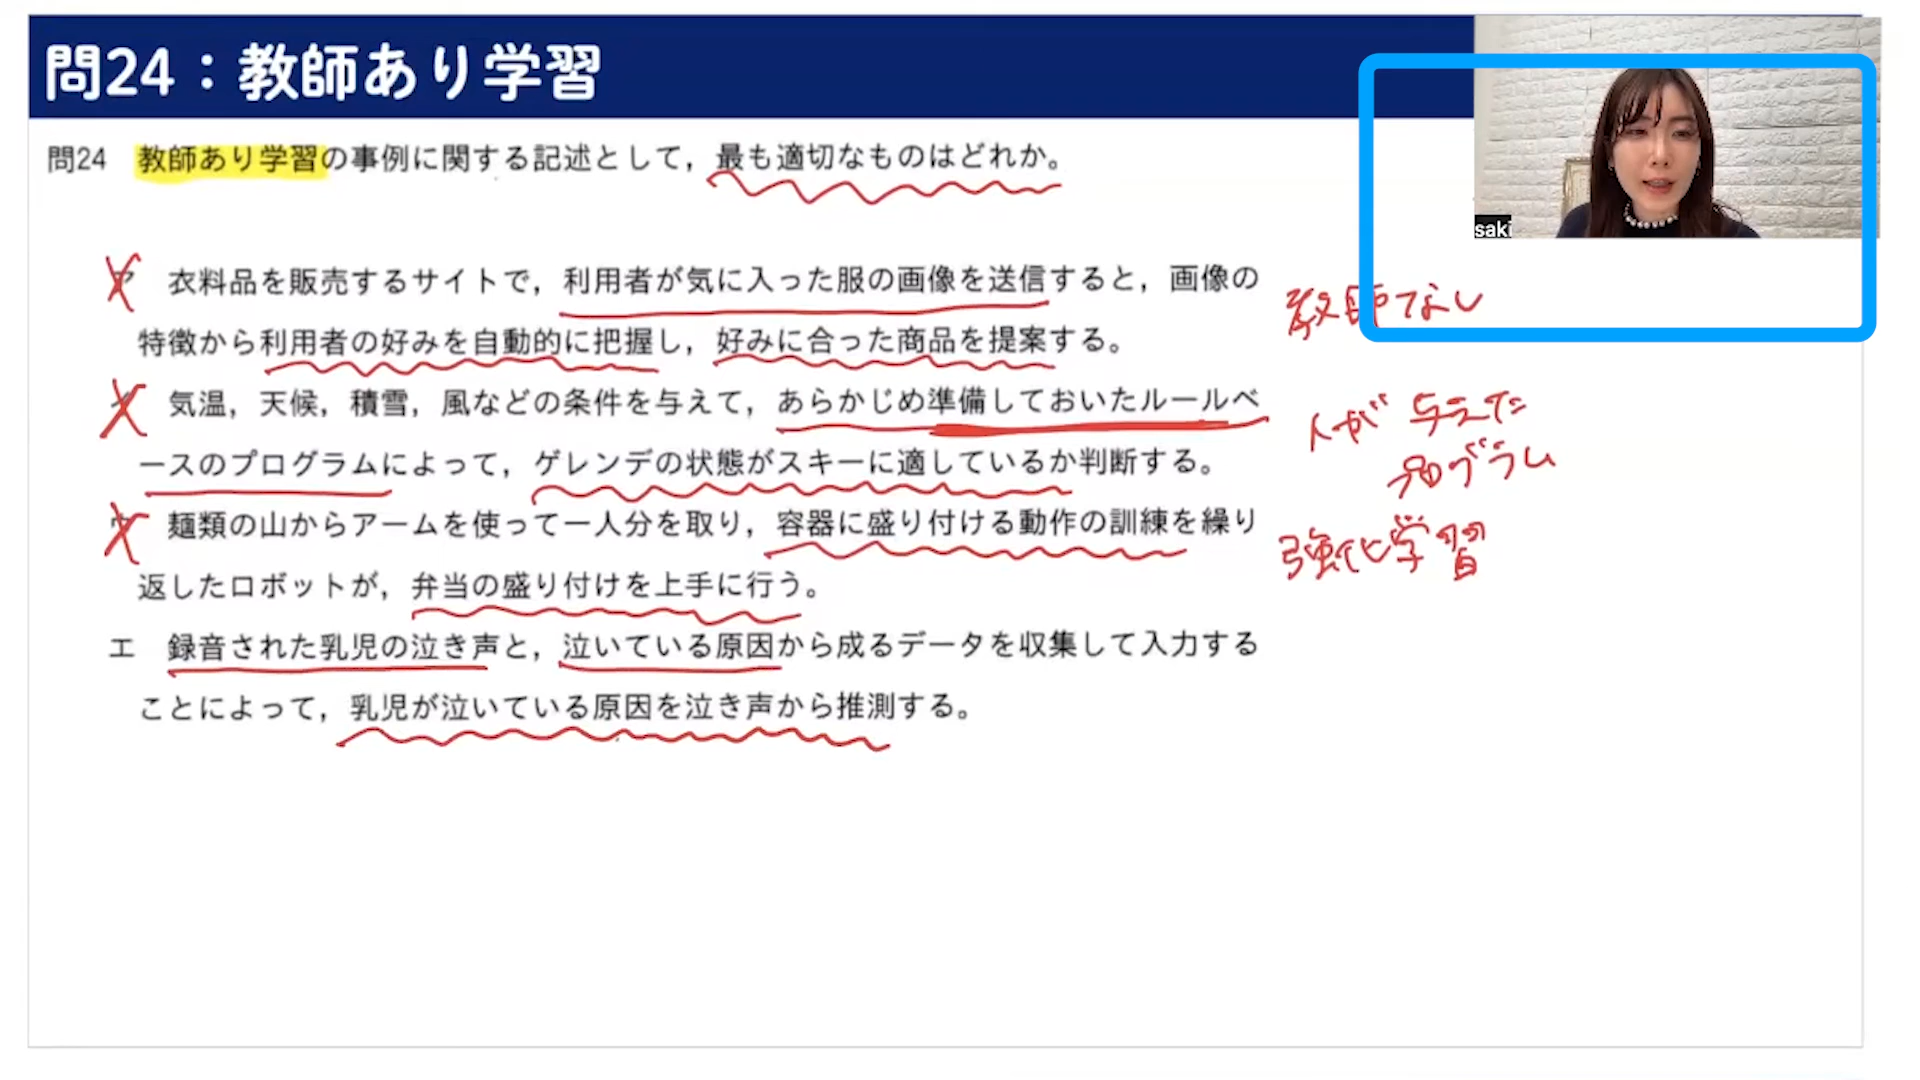 問24：教師あり学習
問24　教師あり学習の事例に関する記述として，最も適切なものはどれか。
saki
ア　衣料品を販売するサイトで，利用者が気に入った服の画像を送信すると，画像の
特徴から利用者の好みを自動的に把握し，好みに合った商品を提案する。
教師なし
イ　気温，天候，積雪，風などの条件を与えて，あらかじめ準備しておいたルールベ
ースのプログラムによって，ゲレンデの状態がスキーに適しているか判断する。
人が与えた
プログラム
ウ　麺類の山からアームを使って一人分を取り，容器に盛り付ける動作の訓練を繰り
返したロボットが，弁当の盛り付けを上手に行う。
強化学習
エ　録音された乳児の泣き声と，泣いている原因から成るデータを収集して入力する
ことによって，乳児が泣いている原因を泣き声から推測する。